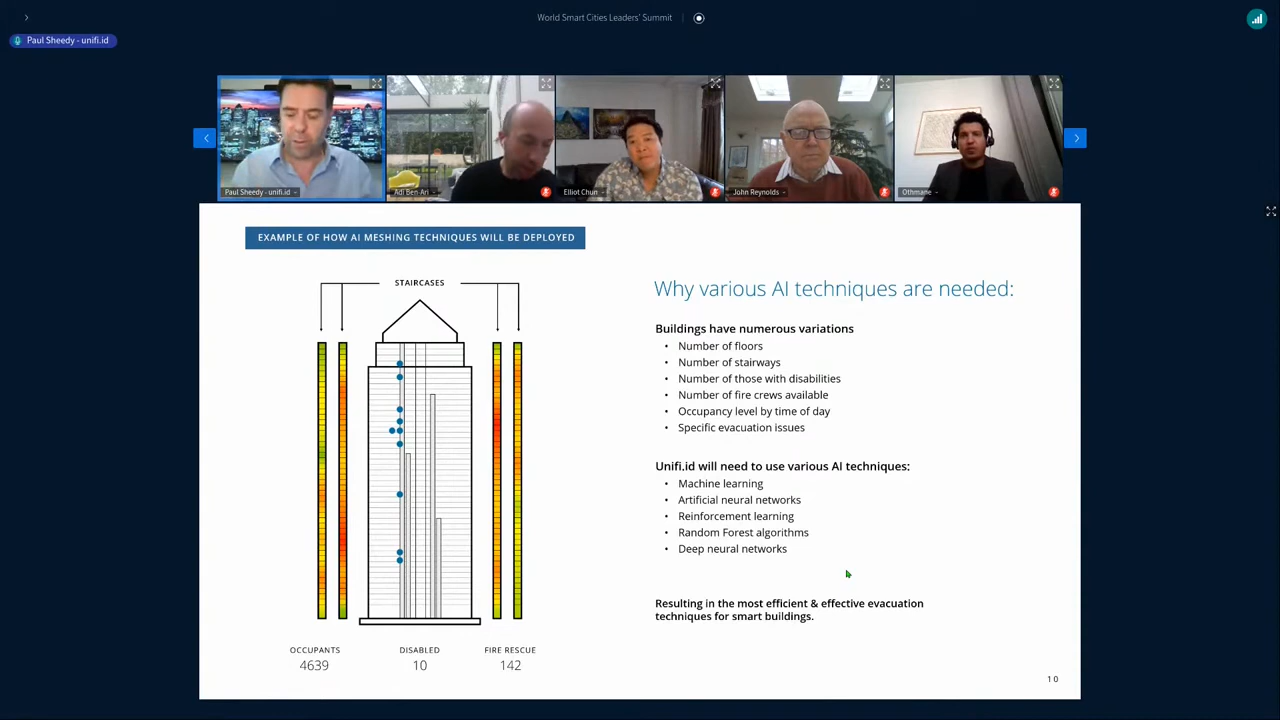 World Smart Cities Leaders' Summit
Paul Sheedy - unifi.id
Paul Sheedy - unifi.id
Adi Ben-Ari
Elliot Chun
John Reynolds
Othmane
EXAMPLE OF HOW AI MESHING TECHNIQUES WILL BE DEPLOYED
STAIRCASES
OCCUPANTS
4639
DISABLED
10
FIRE RESCUE
142
Why various AI techniques are needed:
Buildings have numerous variations
• Number of floors
• Number of stairways
• Number of those with disabilities
• Number of fire crews available
• Occupancy level by time of day
• Specific evacuation issues
Unifi.id will need to use various AI techniques:
• Machine learning
• Artificial neural networks
• Reinforcement learning
• Random Forest algorithms
• Deep neural networks
Resulting in the most efficient & effective evacuation
techniques for smart buildings.
10